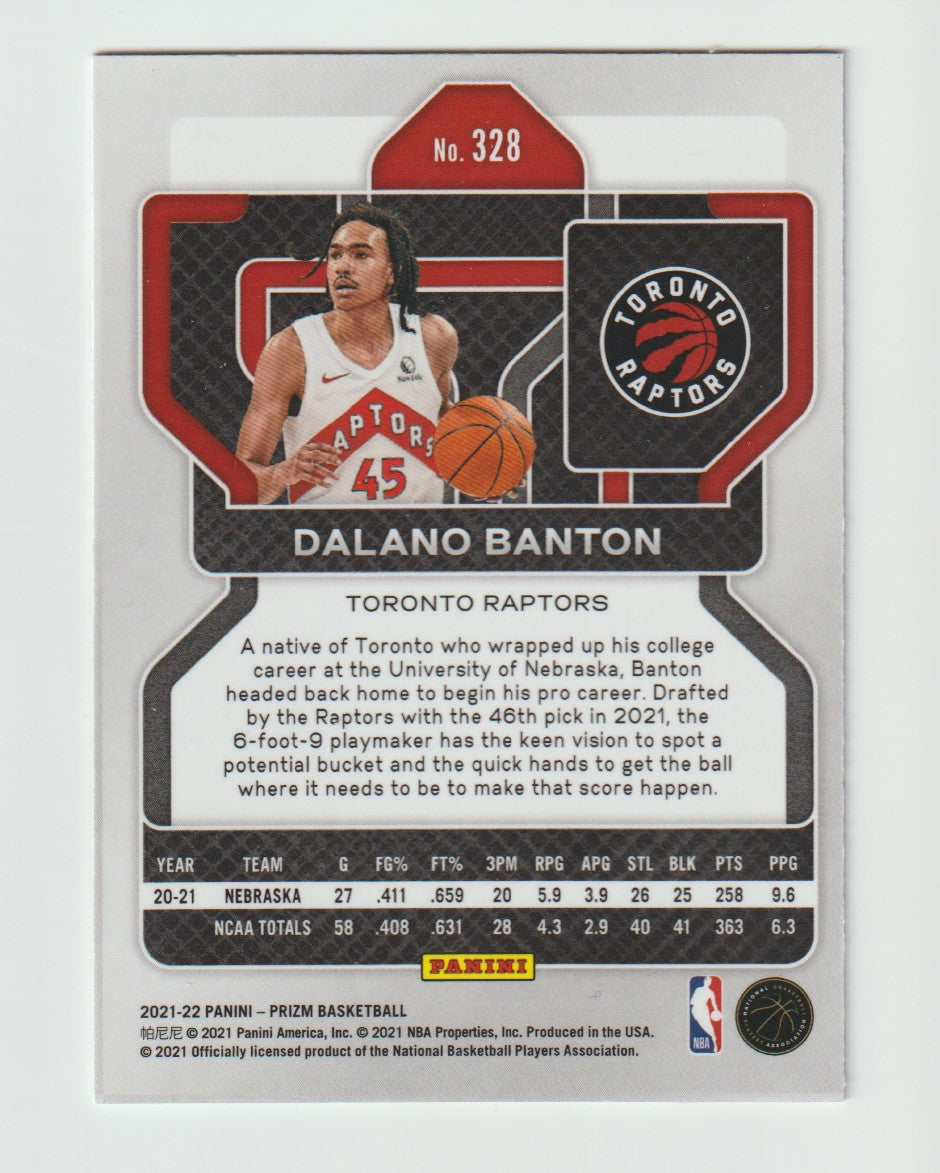 No. 328
TORONTO
RAPTORS
RAPTORS
45
DALANO BANTON
TORONTO RAPTORS
A native of Toronto who wrapped up his college
career at the University of Nebraska, Banton
headed back home to begin his pro career. Drafted
by the Raptors with the 46th pick in 2021, the
6-foot-9 playmaker has the keen vision to spot a
potential bucket and the quick hands to get the ball
where it needs to be to make that score happen.
YEAR TEAM G FG% FT% 3PM RPG APG STL BLK PTS PPG
20-21 NEBRASKA 27 .411 .659 20 5.9 3.9 26 25 258 9.6
NCAA TOTALS 58 .408 .631 28 4.3 2.9 40 41 363 6.3
PANINI
2021-22 PANINI – PRIZM BASKETBALL
帕尼尼 © 2021 Panini America, Inc. © 2021 NBA Properties, Inc. Produced in the USA.
© 2021 Officially licensed product of the National Basketball Players Association.
NBA
NATIONAL BASKETBALL
PLAYERS ASSOCIATION